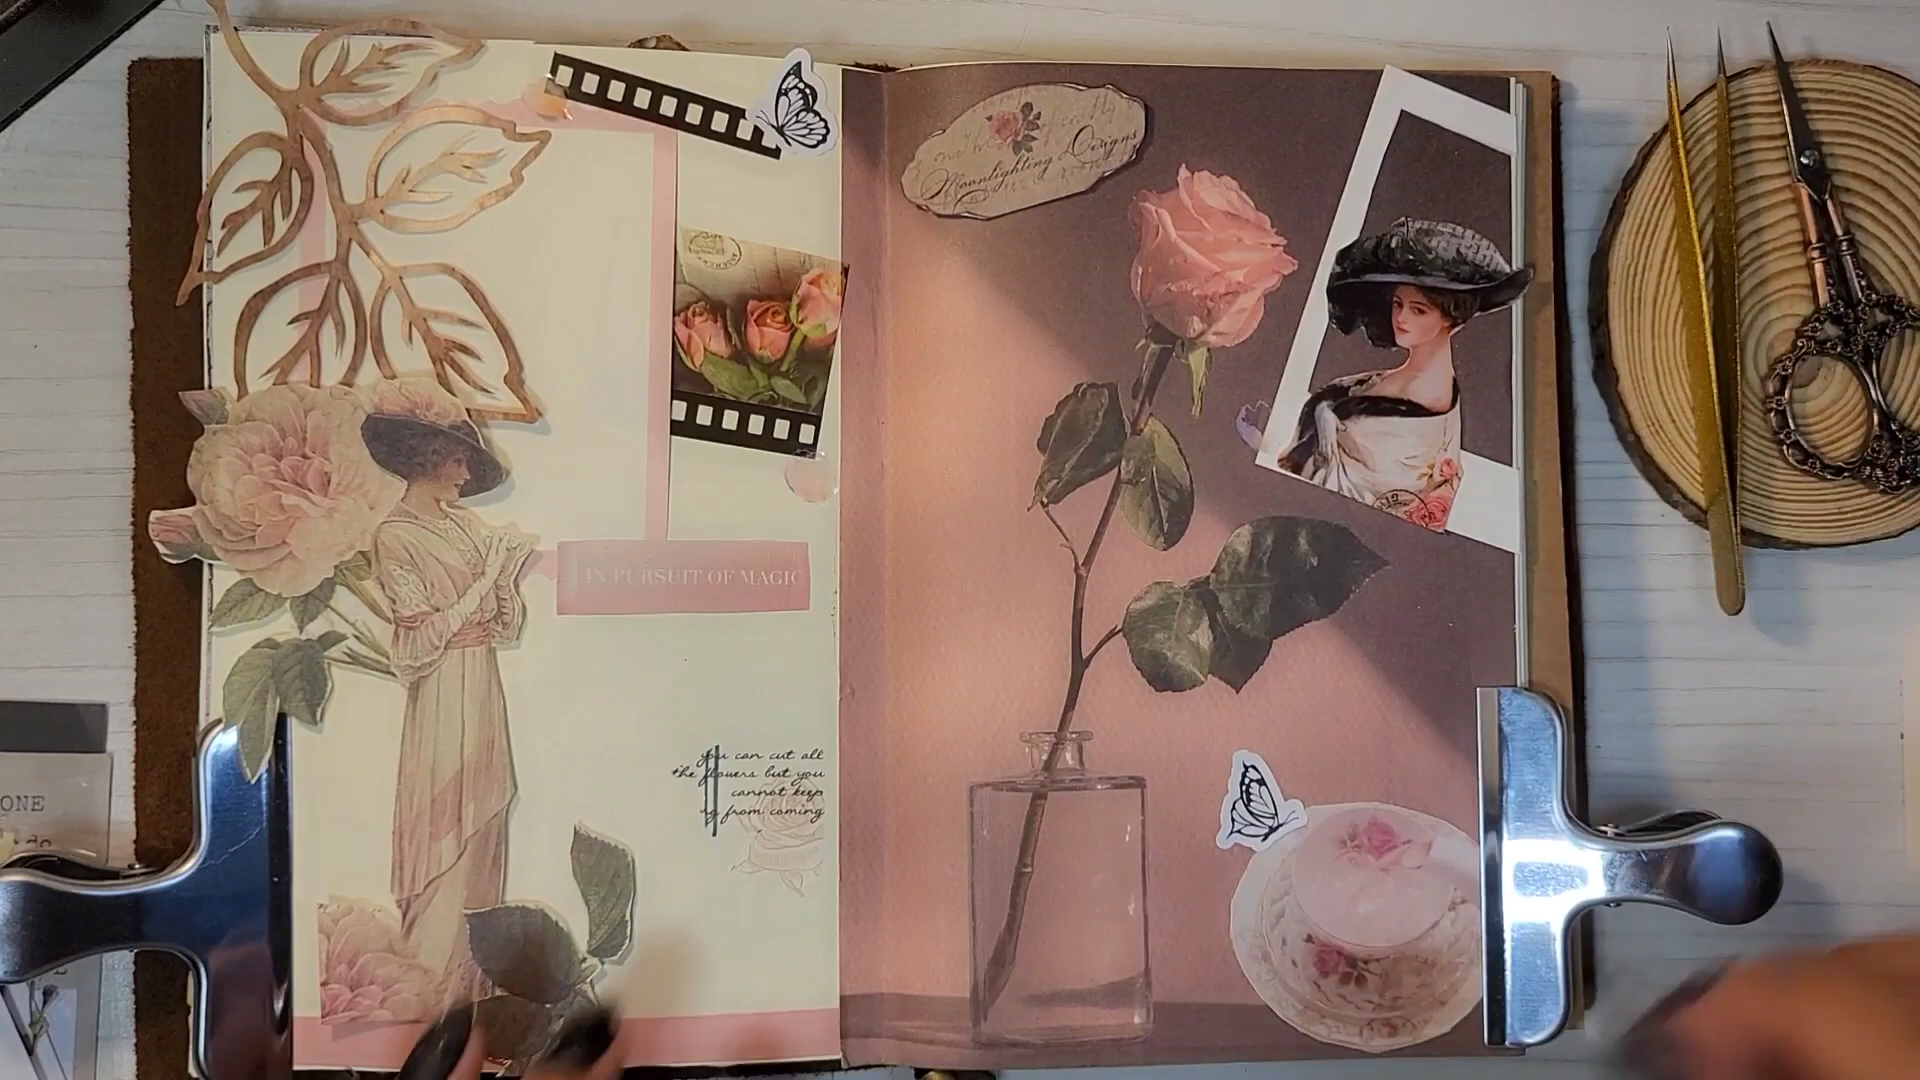 Moonlighting Designs
IN PURSUIT OF MAGIC
you can cut all
the flowers but you
cannot keep
ng from coming
ONE